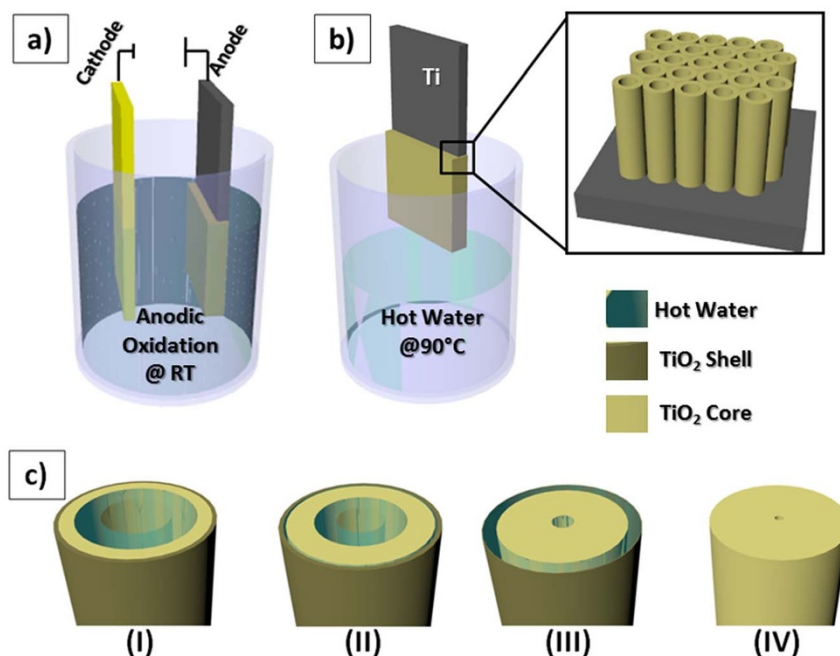 a)
Cathode
Anode
Anodic
Oxidation
@ RT
b)
Ti
Hot Water
@90°C
Hot Water
TiO₂ Shell
TiO₂ Core
c)
(I)
(II)
(III)
(IV)